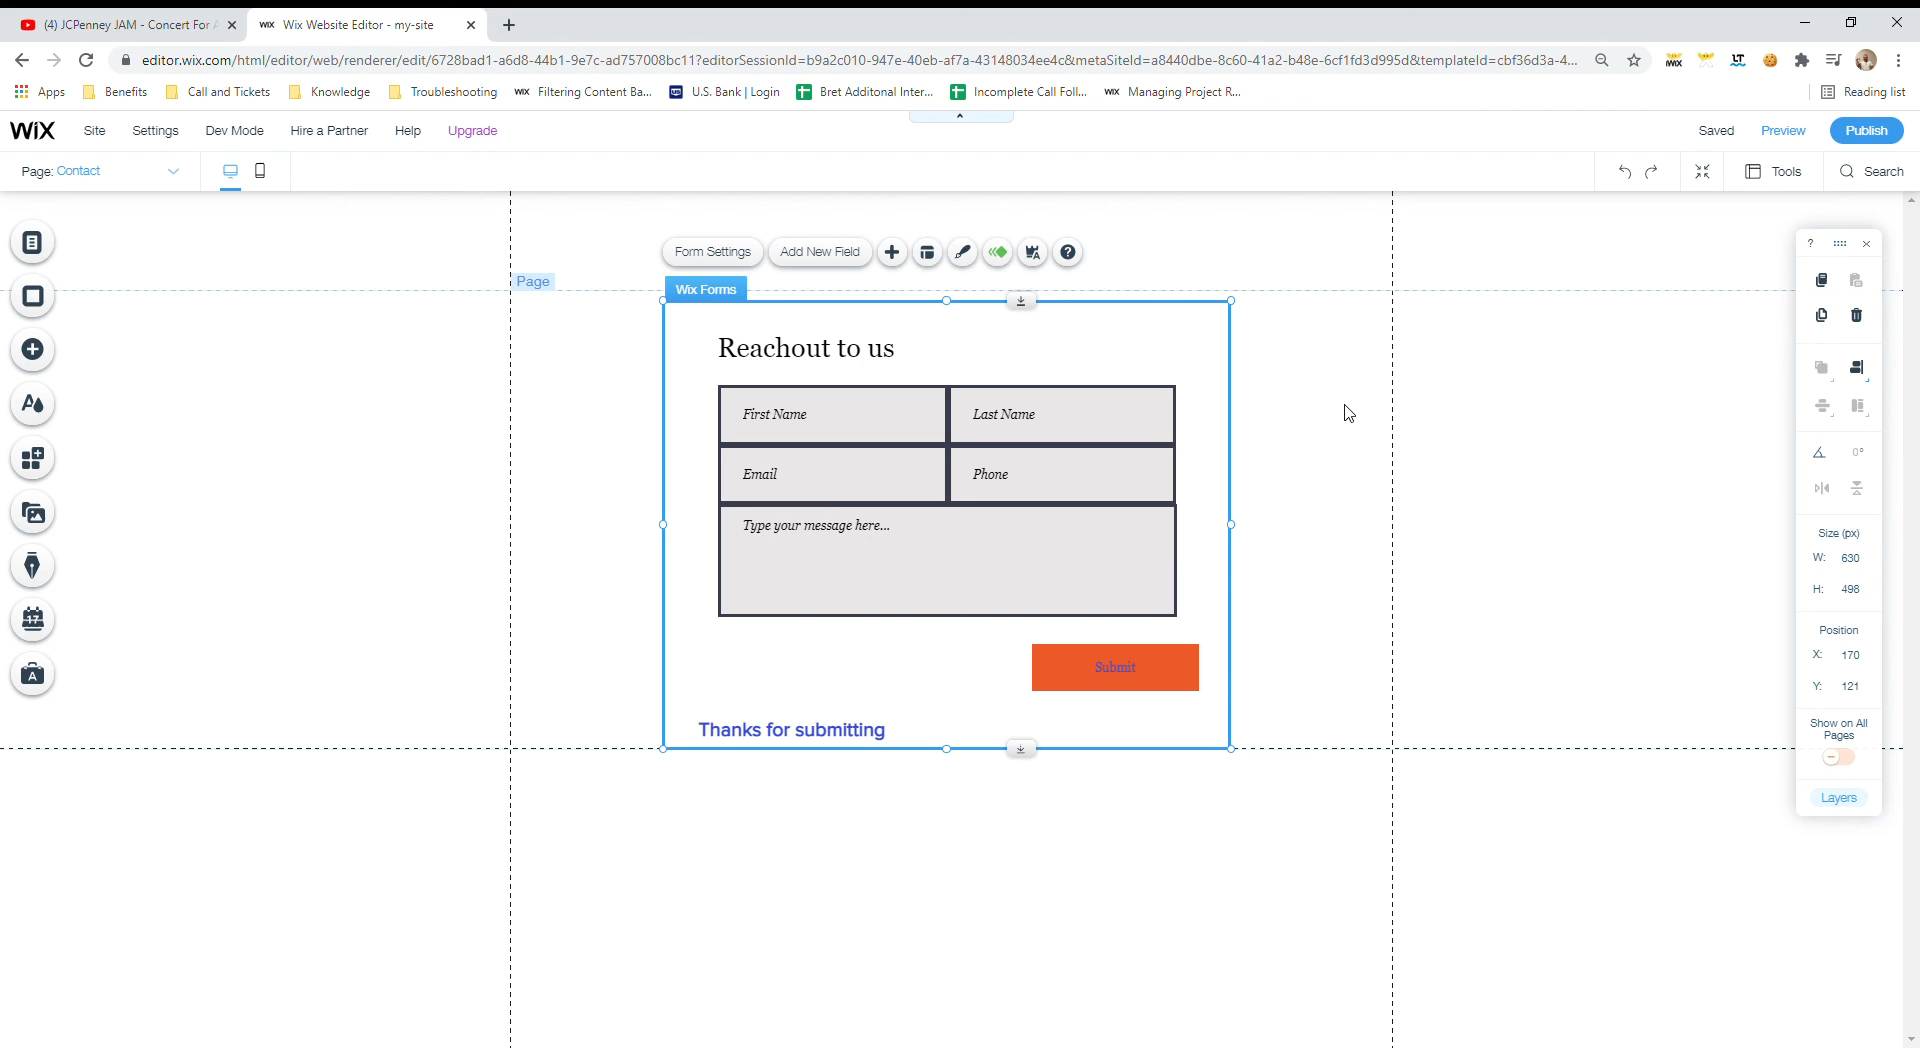 (4) JCPenney JAM - Concert For
WiX Wix Website Editor - my-site
editor.wix.com/html/editor/web/renderer/edit/6728bad1-a6d8-44b1-9e7c-ad757008bc11?editorSessionId=b9a2c010-947e-40eb-af7a-43148034ee4c&metaSiteId=a8440dbe-8c60-41a2-b48e-6cf1fd3d995d&templateId=cbf36d3a-4...
Apps Benefits Call and Tickets Knowledge Troubleshooting WiX Filtering Content Ba... U.S. Bank | Login Bret Additonal Inter... Incomplete Call Foll... WiX Managing Project R... Reading list
WiX Site Settings Dev Mode Hire a Partner Help Upgrade Saved Preview Publish
Page: Contact Tools Search
Form Settings Add New Field
Page
Wix Forms
Reachout to us
First Name Last Name
Email Phone
Type your message here...
Submit
Thanks for submitting
0°
Size (px)
W: 630
H: 498
Position
X: 170
Y: 121
Show on All
Pages
Layers